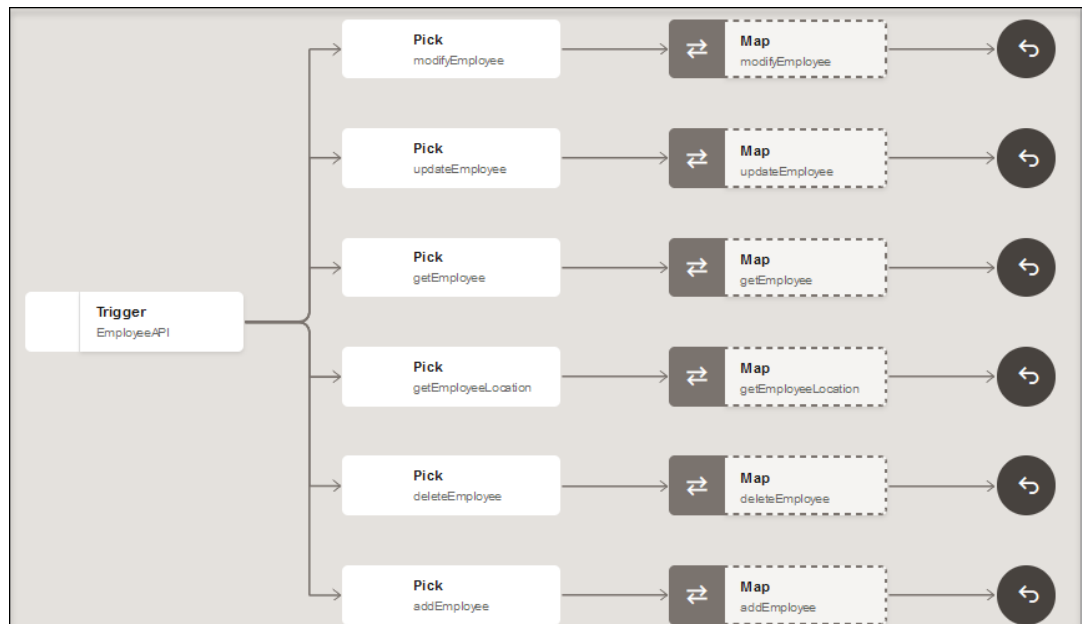 Pick
modifyEmployee
Map
modifyEmployee
Pick
updateEmployee
Map
updateEmployee
Pick
getEmployee
Map
getEmployee
Trigger
EmployeeAPI
Pick
getEmployeeLocation
Map
getEmployeeLocation
Pick
deleteEmployee
Map
deleteEmployee
Pick
addEmployee
Map
addEmployee